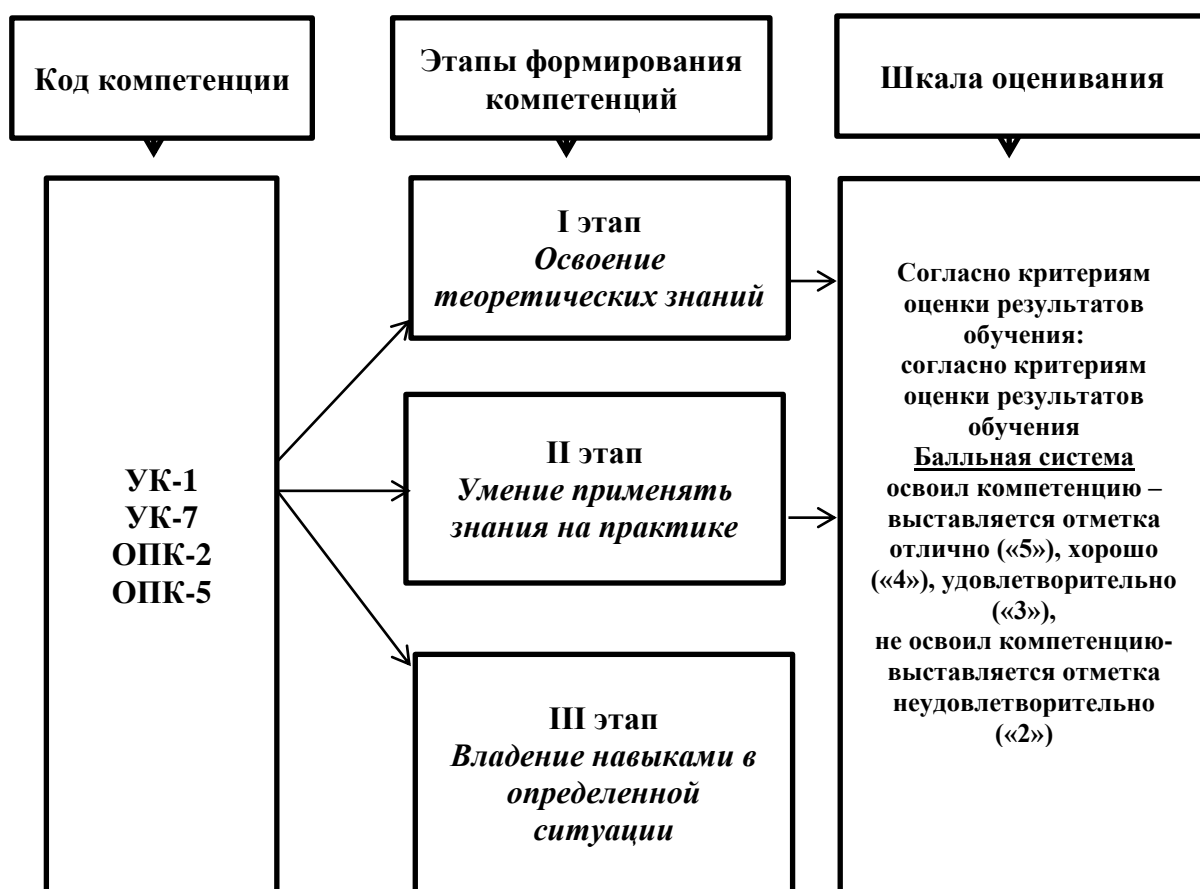 Код компетенции
Этапы формирования
компетенций
Шкала оценивания
УК-1
УК-7
ОПК-2
ОПК-5
I этап
Освоение
теоретических знаний
II этап
Умение применять
знания на практике
III этап
Владение навыками в
определенной
ситуации
Согласно критериям
оценки результатов
обучения:
согласно критериям
оценки результатов
обучения
Балльная система
освоил компетенцию –
выставляется отметка
отлично («5»), хорошо
(«4»), удовлетворительно
(«3»),
не освоил компетенцию-
выставляется отметка
неудовлетворительно
(«2»)